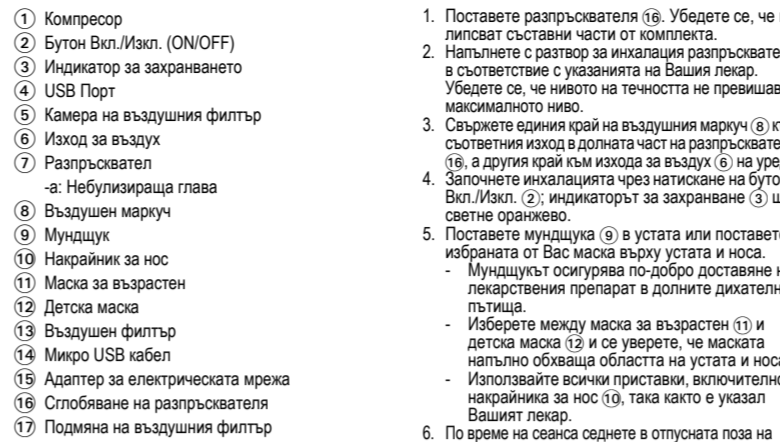 ① Компресор
② Бутон Вкл./Изкл. (ON/OFF)
③ Индикатор за захранването
④ USB Порт
⑤ Камера на въздушния филтър
⑥ Изход за въздух
⑦ Разпръсквател
-a: Небулизираща глава
⑧ Въздушен маркуч
⑨ Мундщук
⑩ Накрайник за нос
⑪ Маска за възрастен
⑫ Детска маска
⑬ Въздушен филтър
⑭ Микро USB кабел
⑮ Адаптер за електрическата мрежа
⑯ Сглобяване на разпръсквателя
⑰ Подмяна на въздушния филтър
1. Поставете разпръсквателя ⑯. Убедете се, че
липсват съставни части от комплекта.
2. Напълнете с разтвор за инхалация
в съответствие с указанията на Вашия лекар.
Убедете се, че нивото на течността не
максималното ниво.
3. Свържете единия край на въздушния маркуч ⑧
съответния изход в долната част на
⑯, а другия край към изхода за въздух ⑥ на
4. Започнете инхалацията чрез натискане на
Вкл./Изкл. ②; индикаторът за захранване ③
светне оранжево.
5. Поставете мундщука ⑨ в устата или
избраната от Вас маска върху устата и носа.
- Мундщукът осигурява по-добро доставяне
лекарствения препарат в долните
пътища.
- Изберете между маска за възрастен ⑪ и
детска маска ⑫ и се уверете, че маската
напълно обхваща областта на устата и
- Използвайте всички приставки,
накрайника за нос ⑩, така както е указал
Вашият лекар.
6. По време на сеанса седнете в отпусната поза на